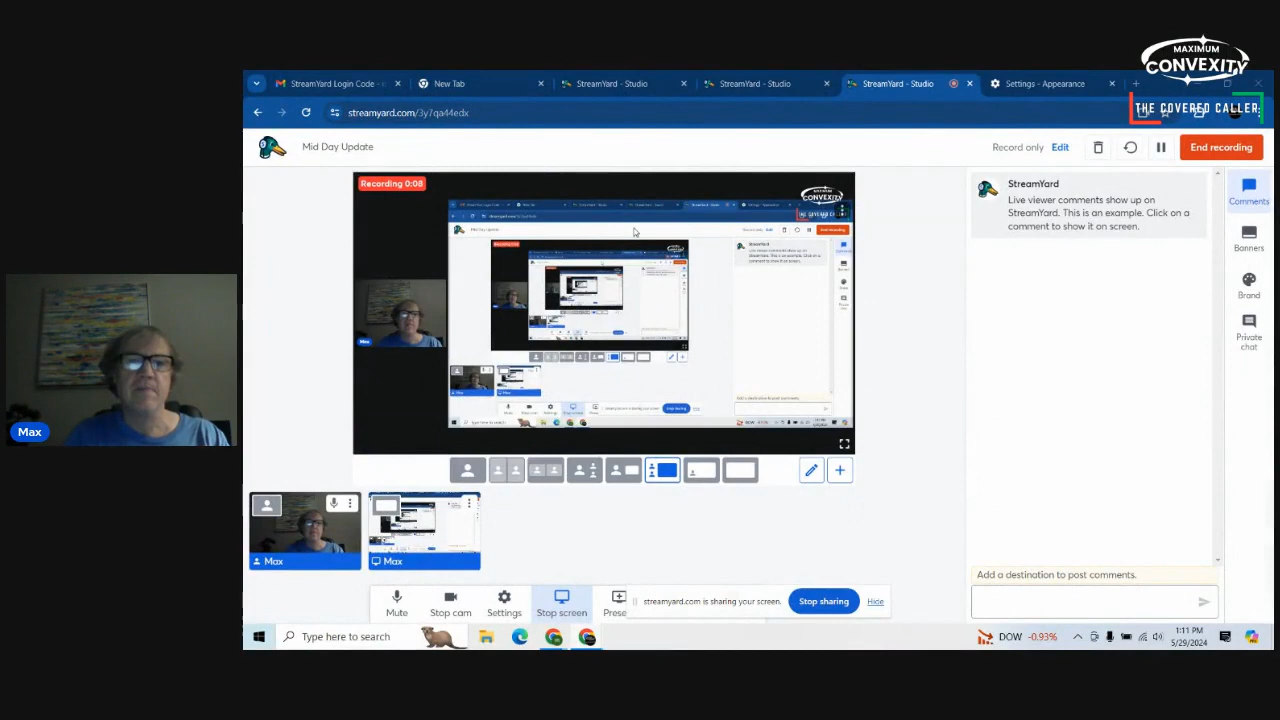 MAXIMUM
CONVEXITY
THE COVERED CALLER
StreamYard Login Code -
New Tab
StreamYard - Studio
StreamYard - Studio
StreamYard - Studio
Settings - Appearance
streamyard.com/3y7qa44edx
Mid Day Update
Record only
Edit
End recording
Recording 0:08
StreamYard
Live viewer comments show up on
StreamYard. This is an example. Click on a
comment to show it on screen.
Comments
Banners
Brand
Private
chat
Max
Max
Max
Add a destination to post comments.
Mute
Stop cam
Settings
Stop screen
Prese
streamyard.com is sharing your screen.
Stop sharing
Hide
Type here to search
DOW -0.93%
1:11 PM
5/29/2024